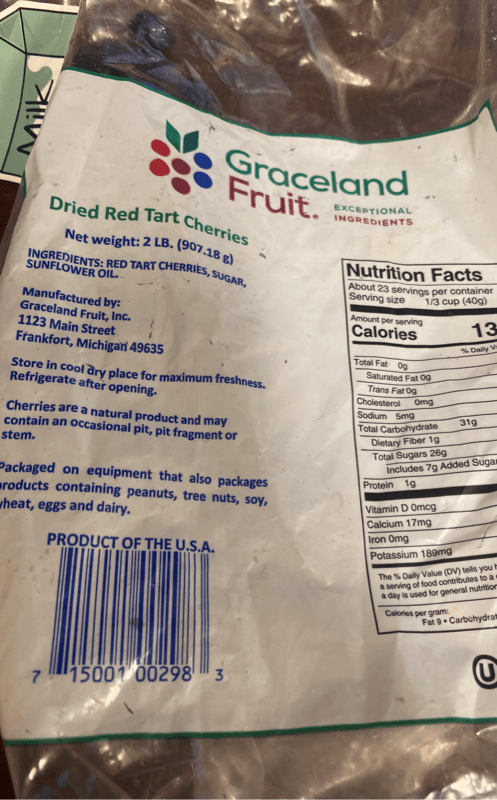 Milk
Graceland
Fruit.
EXCEPTIONAL
INGREDIENTS
Dried Red Tart Cherries
Net weight: 2 LB. (907.18 g)
INGREDIENTS: RED TART CHERRIES, SUGAR,
SUNFLOWER OIL.
Manufactured by:
Graceland Fruit, Inc.
1123 Main Street
Frankfort, Michigan 49635
Store in cool dry place for maximum freshness.
Refrigerate after opening.
Cherries are a natural product and may
contain an occasional pit, pit fragment or
stem.
Packaged on equipment that also packages
products containing peanuts, tree nuts, soy,
wheat, eggs and dairy.
PRODUCT OF THE U.S.A.
7 15001 00298 3
Nutrition Facts
About 23 servings per container
Serving size 1/3 cup (40g)
Amount per serving
Calories 13
% Daily V
Total Fat 0g
Saturated Fat 0g
Trans Fat 0g
Cholesterol 0mg
Sodium 5mg
Total Carbohydrate 31g
Dietary Fiber 1g
Total Sugars 26g
Includes 7g Added Sugar
Protein 1g
Vitamin D 0mcg
Calcium 17mg
Iron 0mg
Potassium 189mg
The % Daily Value (DV) tells you
a serving of food contributes to a
a day is used for general nutrition
Calories per gram:
Fat 9 • Carbohydrat
U